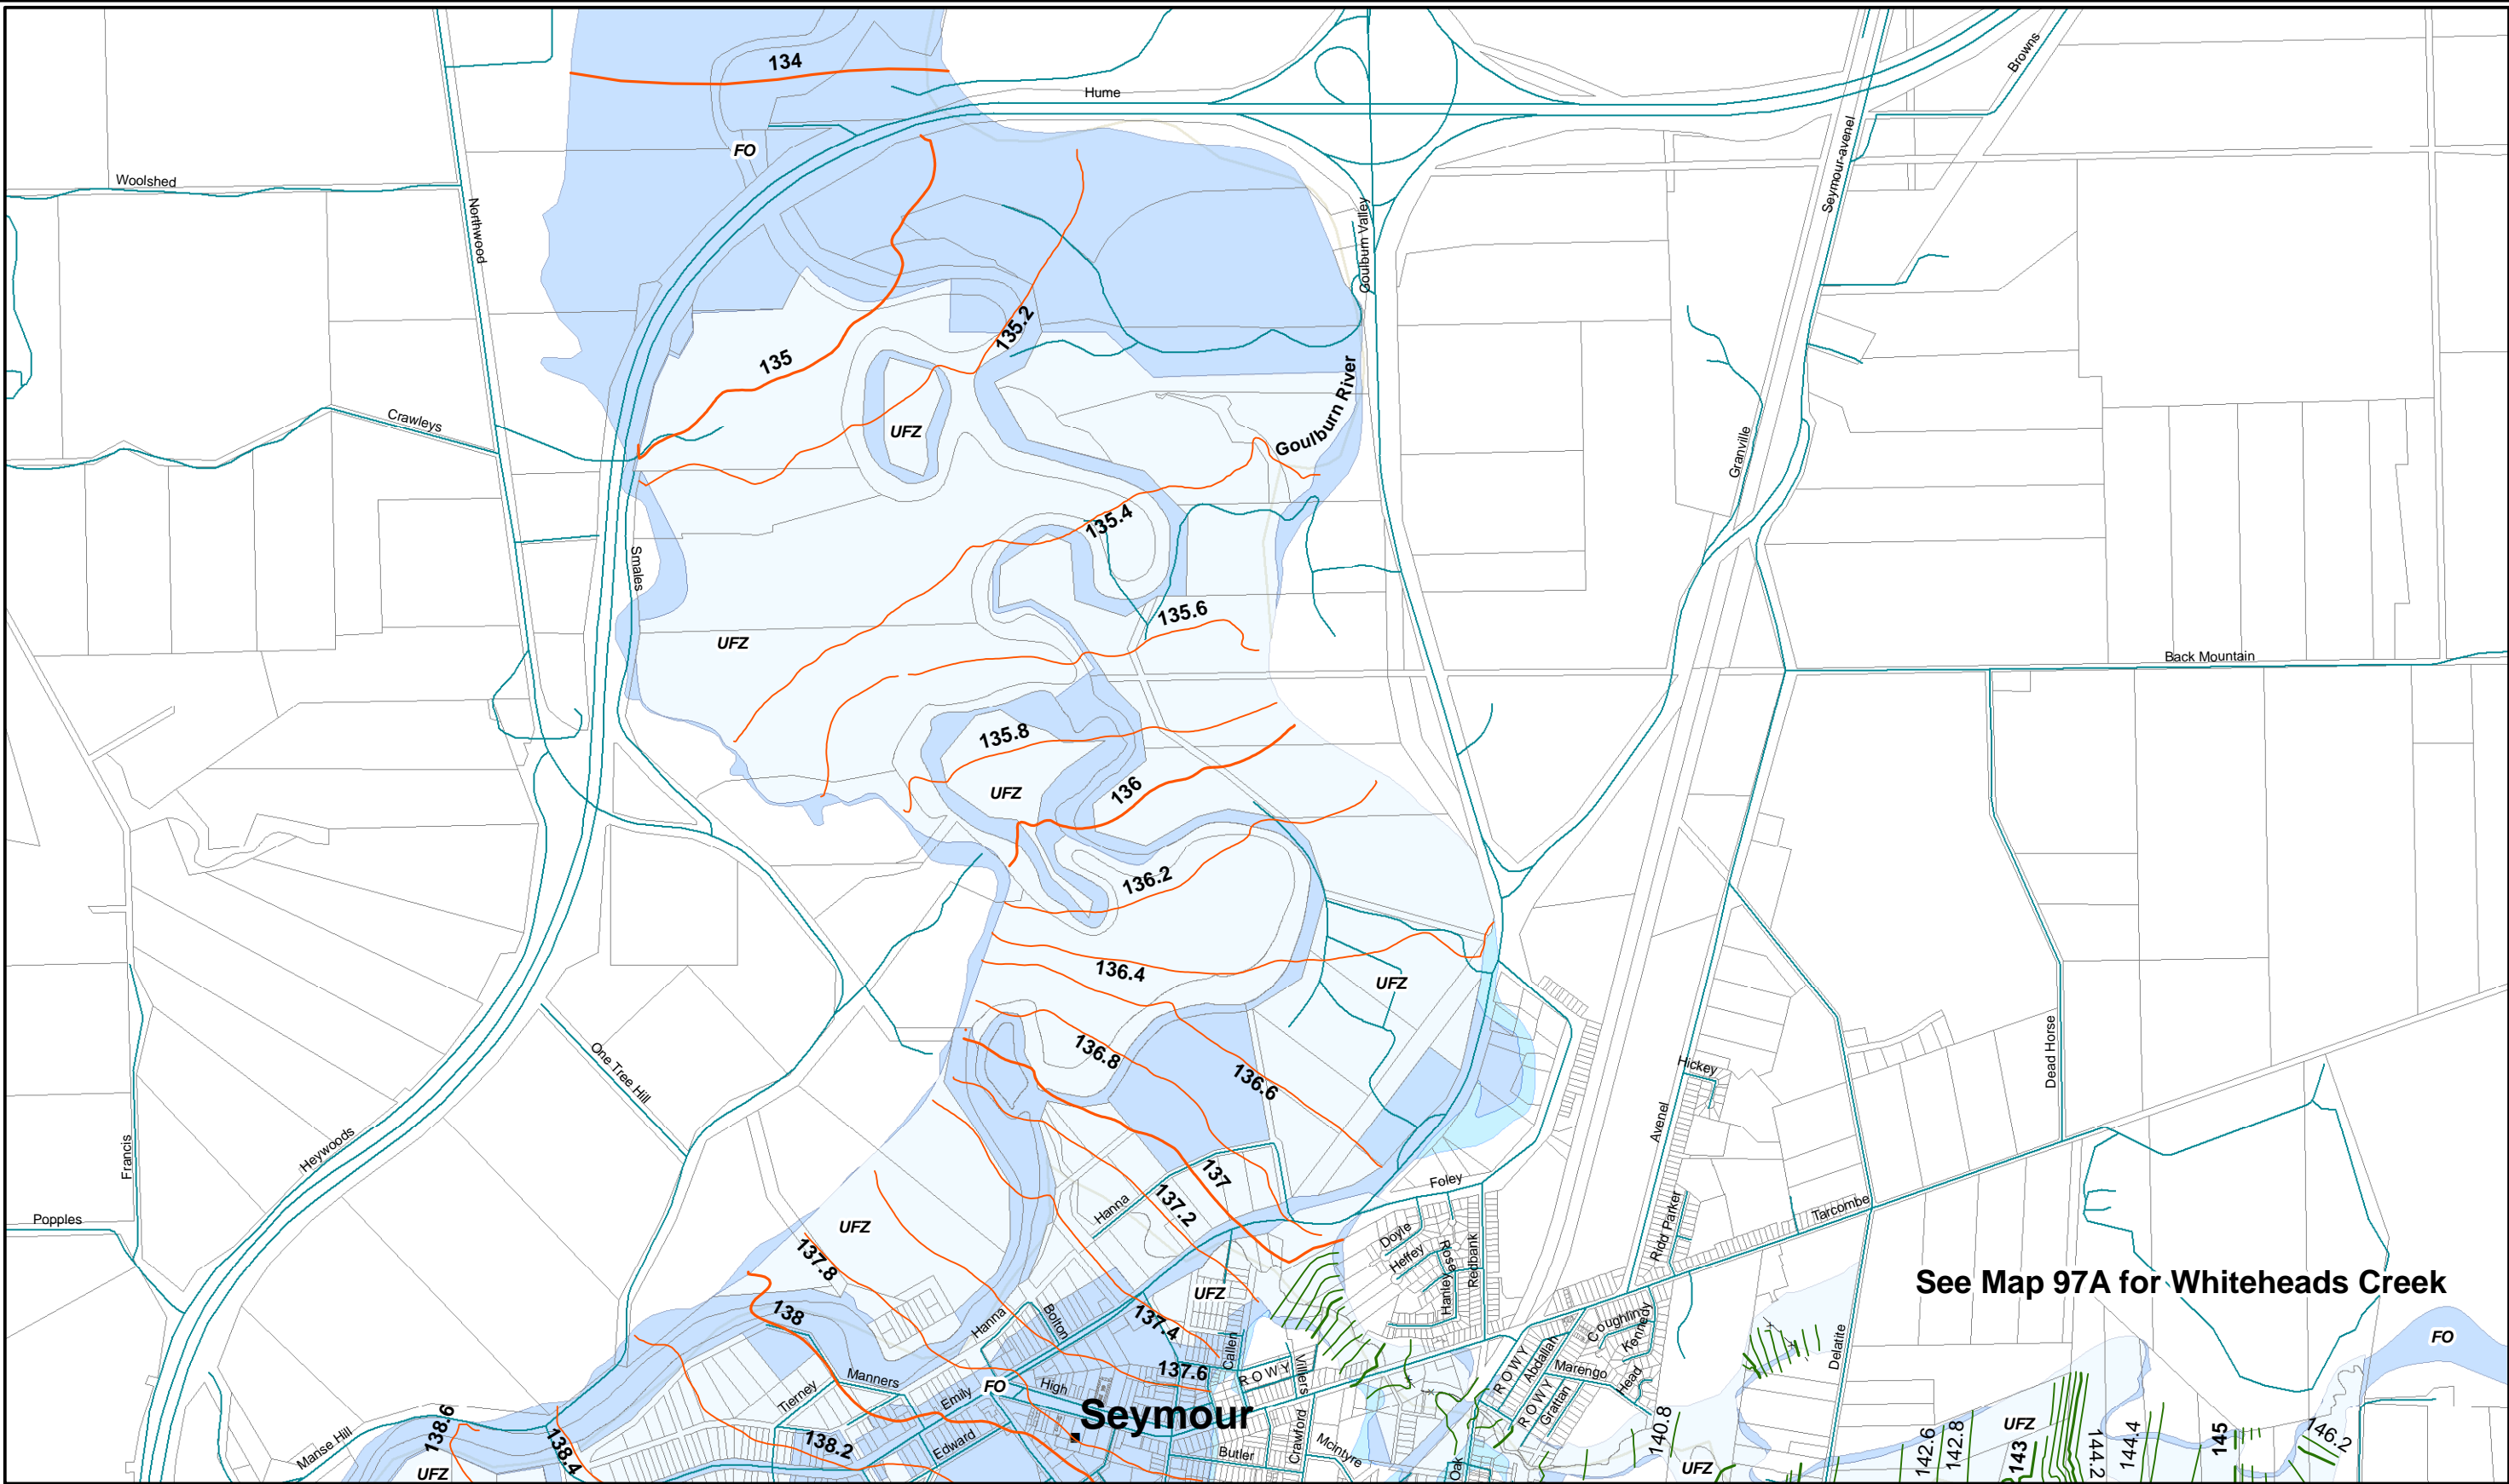 134
Hume
Browns
FO
Woolshed
Northwood
Goulburn Valley
Seymour-avenel
135.2
135
Goulburn River
Crawleys
UFZ
Granville
135.4
Smales
135.6
UFZ
Back Mountain
135.8
136
UFZ
136.2
136.4
UFZ
136.8
136.6
One Tree Hill
Hickey
Dead Horse
Avenel
Francis
Heywoods
137
Foley
Hanna
137.2
Popples
UFZ
Doyle
Heffey
Rose
Redbank
Ridd Parker
Tarcombe
137.8
See Map 97A for Whiteheads Creek
UFZ
Hanley
138
Hanna
Bolton
137.4
Callen
Coughlin
Kennedy
Delatite
FO
137.6
ROWY
Villiers
ROWY
Abdallah
Marengo
Head
Manners
Emily
FO
High
Tierney
Seymour
ROWY
Grattan
138.6
Manse Hill
138.4
138.2
Edward
Butler
Crawford
McIntyre
Oak
140.8
142.6
142.8
UFZ
143
144.2
144.4
145
146.2
UFZ
UFZ